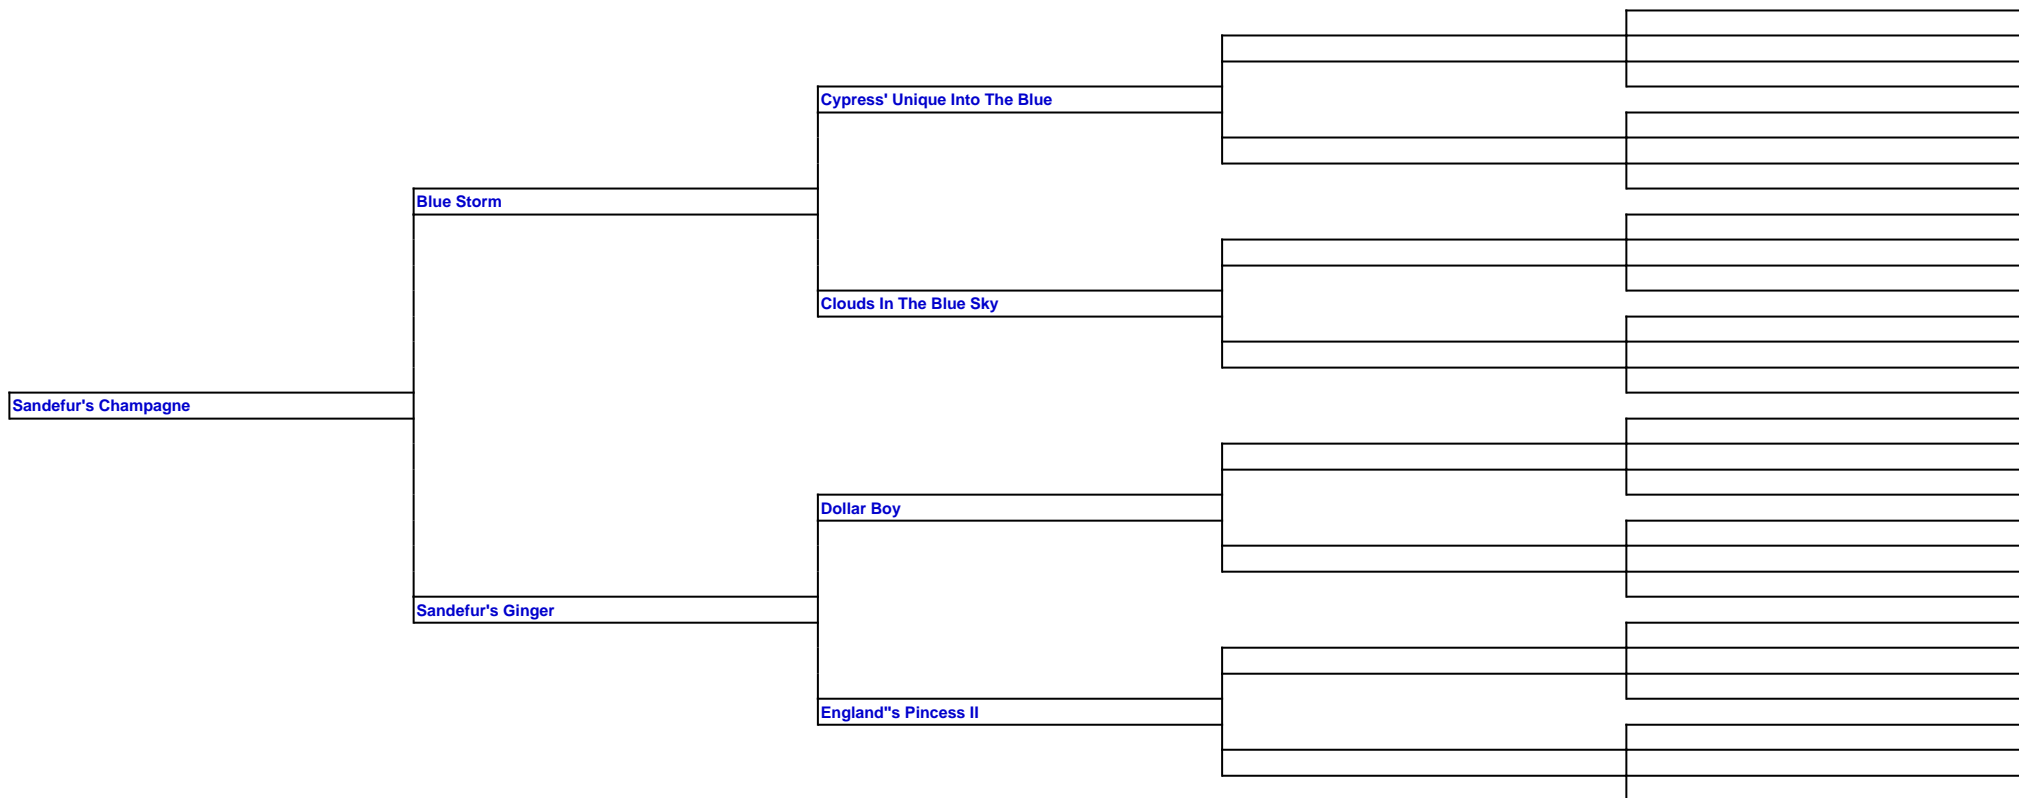 Cypress' Unique Into The Blue
Blue Storm
Clouds In The Blue Sky
Sandefur's Champagne
Dollar Boy
Sandefur's Ginger
England"s Pincess II